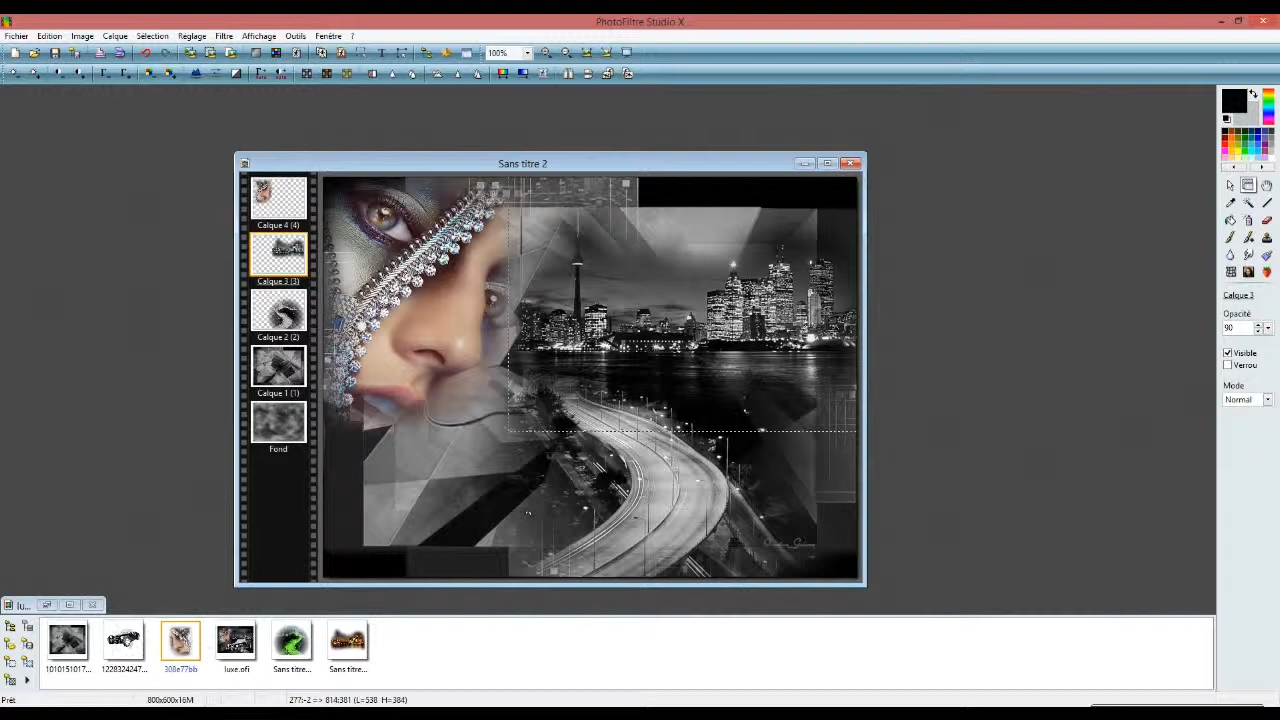 PhotoFiltre Studio X
Fichier Edition Image Calque Sélection Réglage Filtre Affichage Outils Fenêtre ?
100%
Sans titre 2
Calque 4 (4)
Calque 3 (3)
Calque 2 (2)
Calque 1 (1)
Fond
Calque 3
Opacité
90
Visible
Verrou
Mode
Normal
lu...
1010151017... 1228324247... 308e77bb luxe.ofi Sans titre... Sans titre...
Prêt 800x600x16M 277:-2 => 814:381 (L=538 H=384)